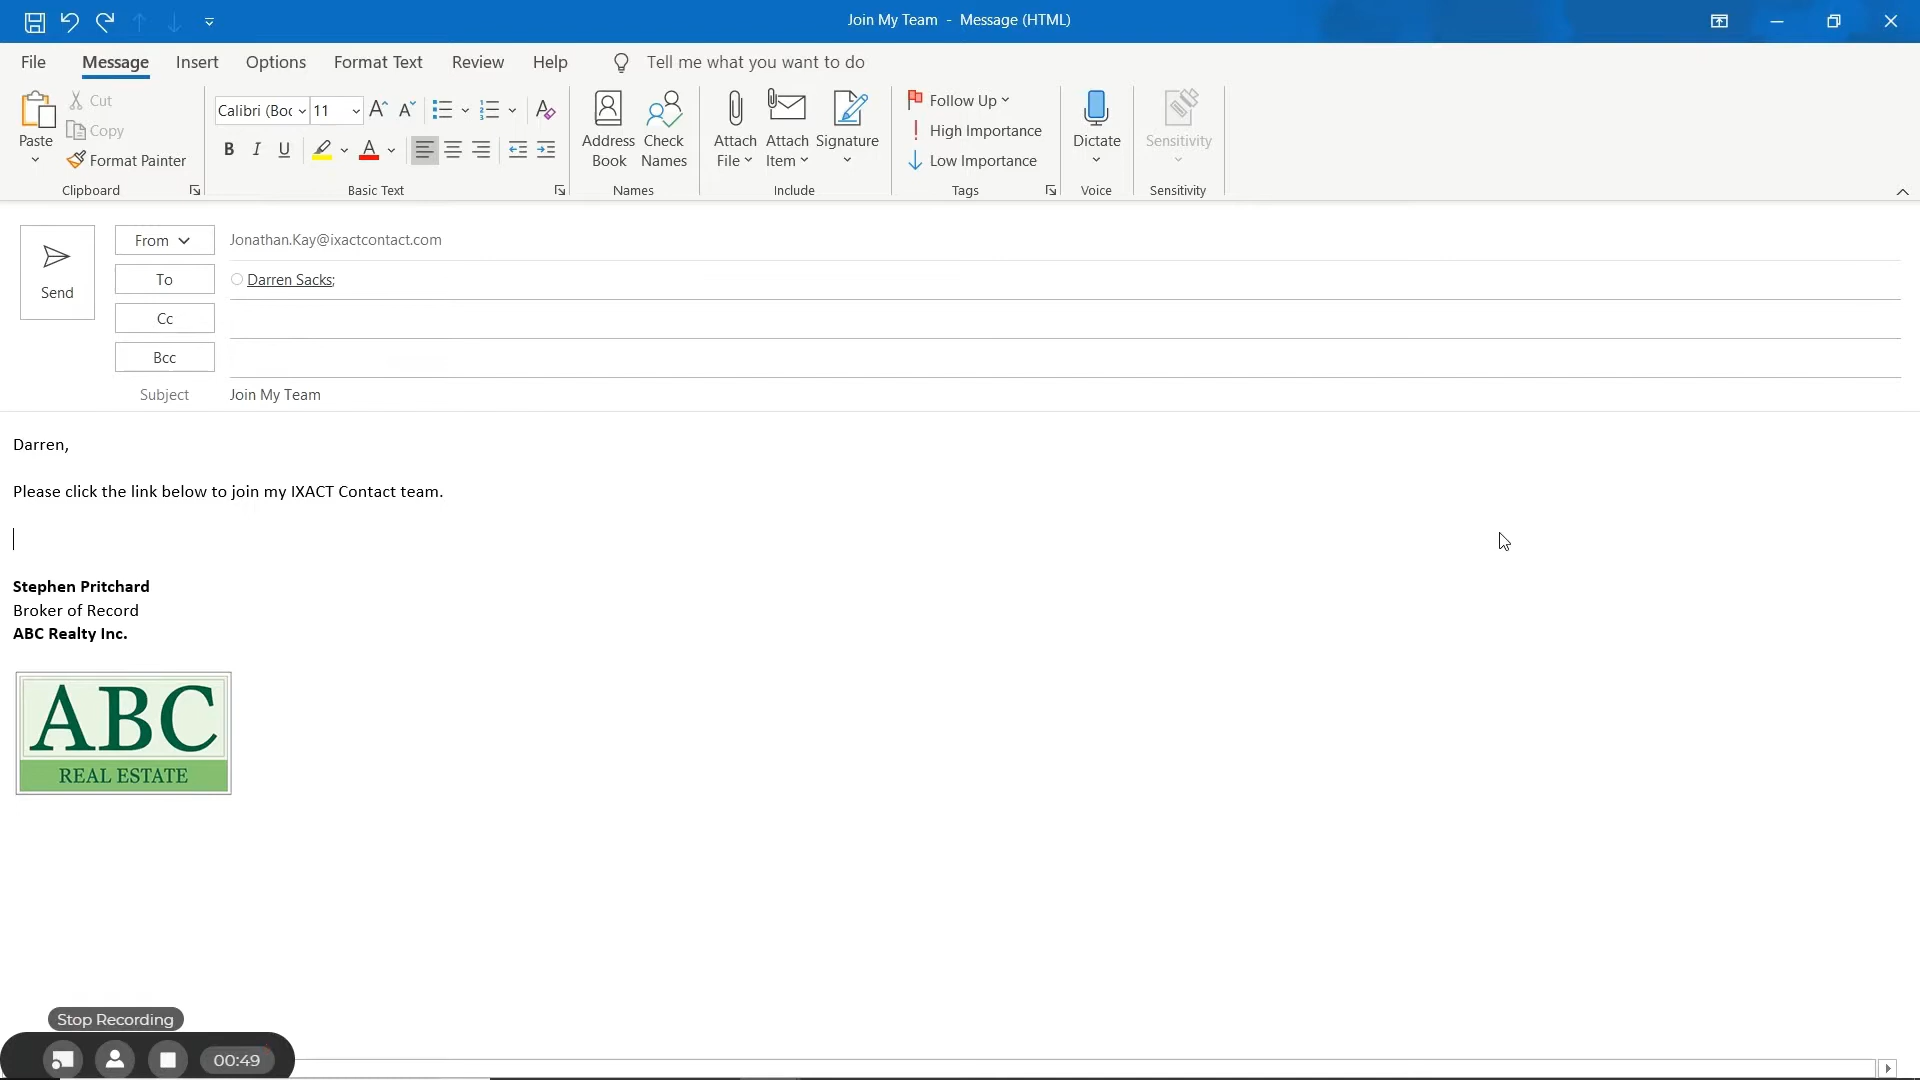 Join My Team - Message (HTML)
File Message Insert Options Format Text Review Help Tell me what you want to do
Paste
Cut
Copy
Format Painter
Clipboard
Calibri (Boc 11
B I U A
Basic Text
Address Book
Check Names
Names
Attach File
Attach Item
Signature
Include
Follow Up
High Importance
Low Importance
Tags
Dictate
Voice
Sensitivity
Sensitivity
Send
From Jonathan.Kay@ixactcontact.com
To Darren Sacks;
Cc
Bcc
Subject Join My Team
Darren,
Please click the link below to join my IXACT Contact team.
Stephen Pritchard
Broker of Record
ABC Realty Inc.
ABC
REAL ESTATE
Stop Recording
00:49